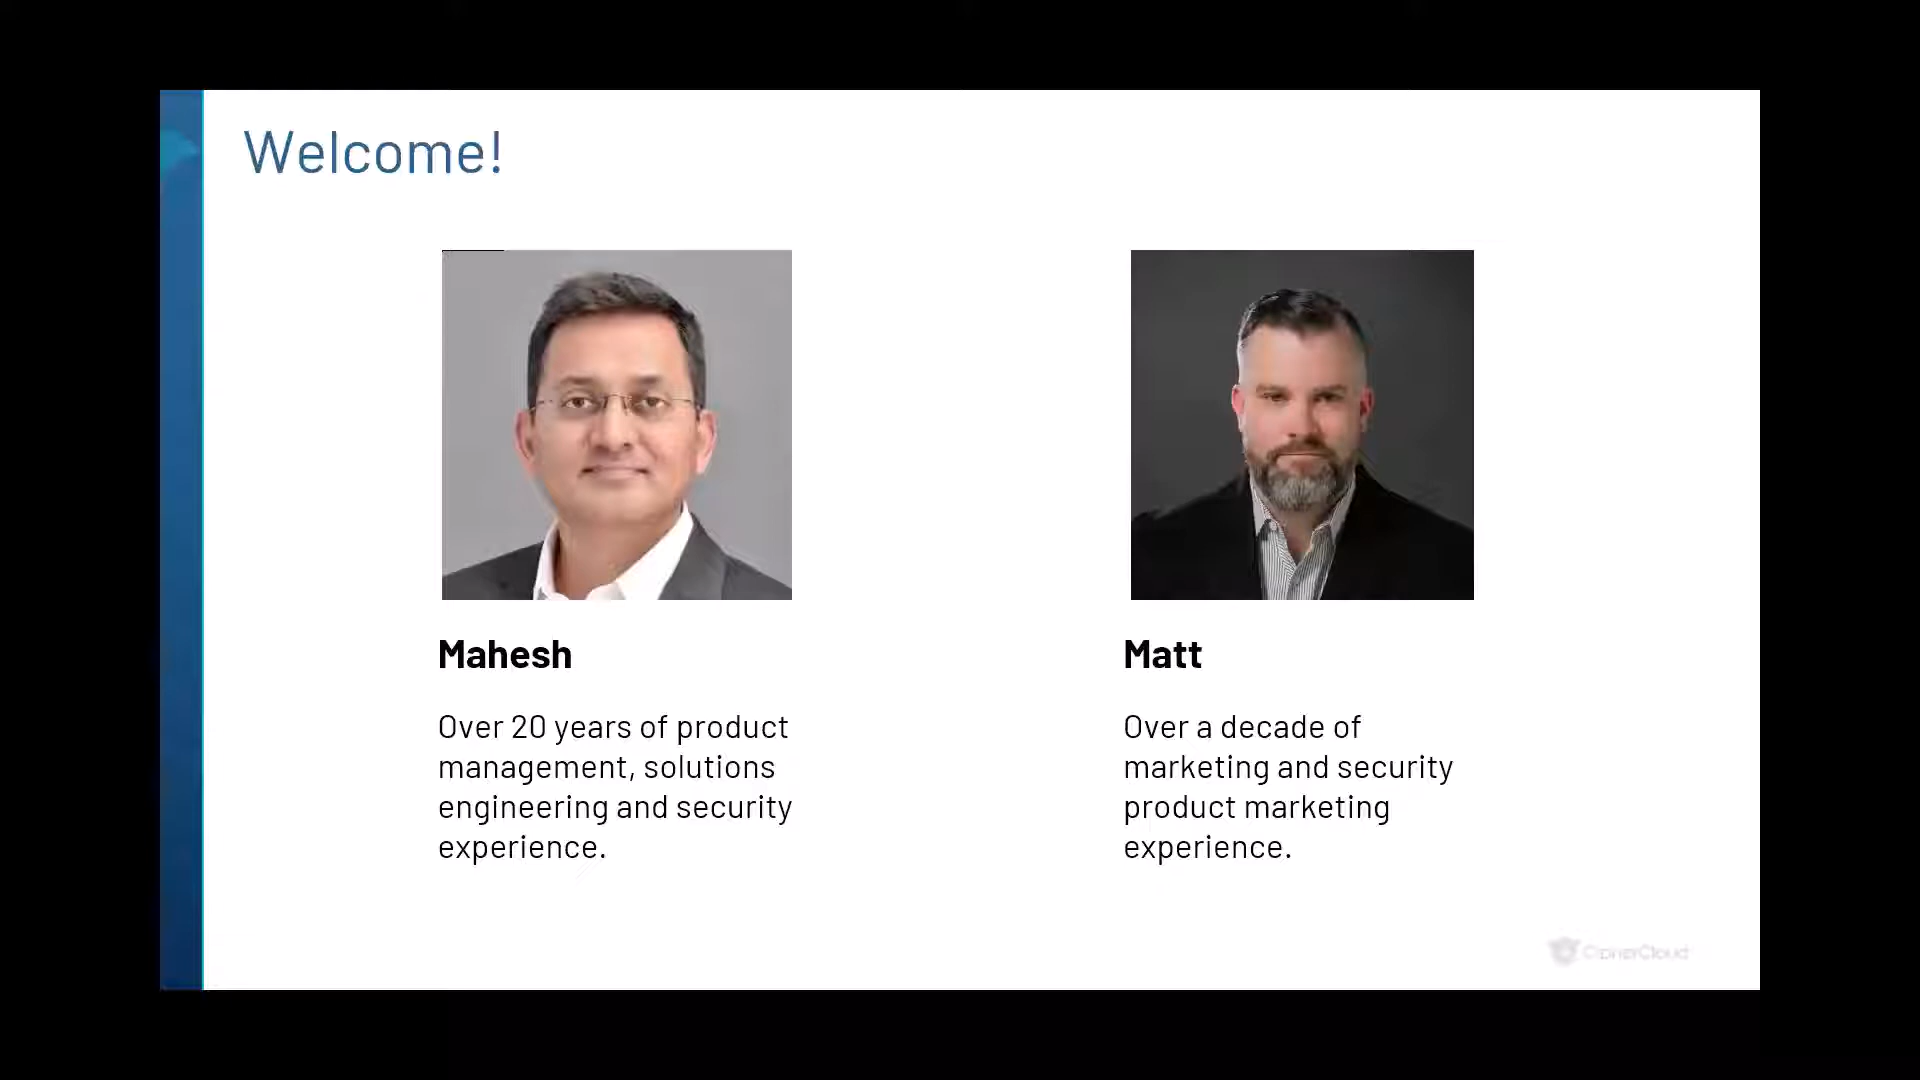 Welcome!
Mahesh
Over 20 years of product
management, solutions
engineering and security
experience.
Matt
Over a decade of
marketing and security
product marketing
experience.
CipherCloud